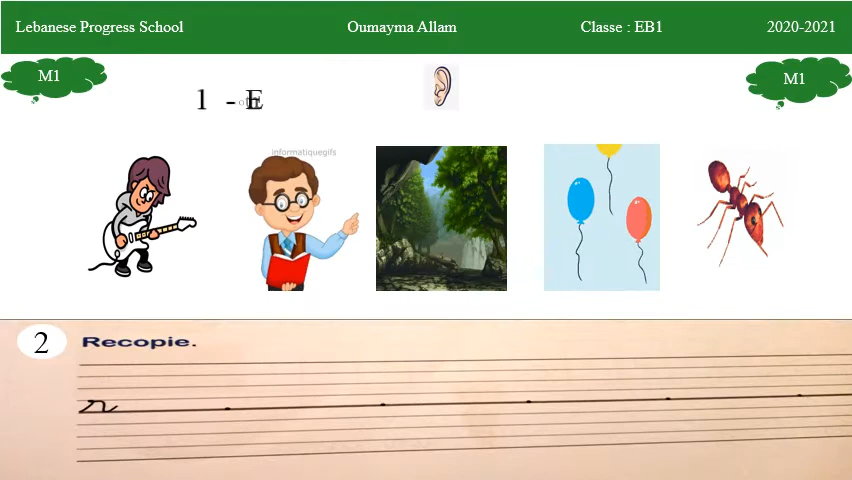 Lebanese Progress School Oumayma Allam Classe : EB1 2020-2021
M1 M1
1 - E
informatiquegifs
2 Recopie.
r